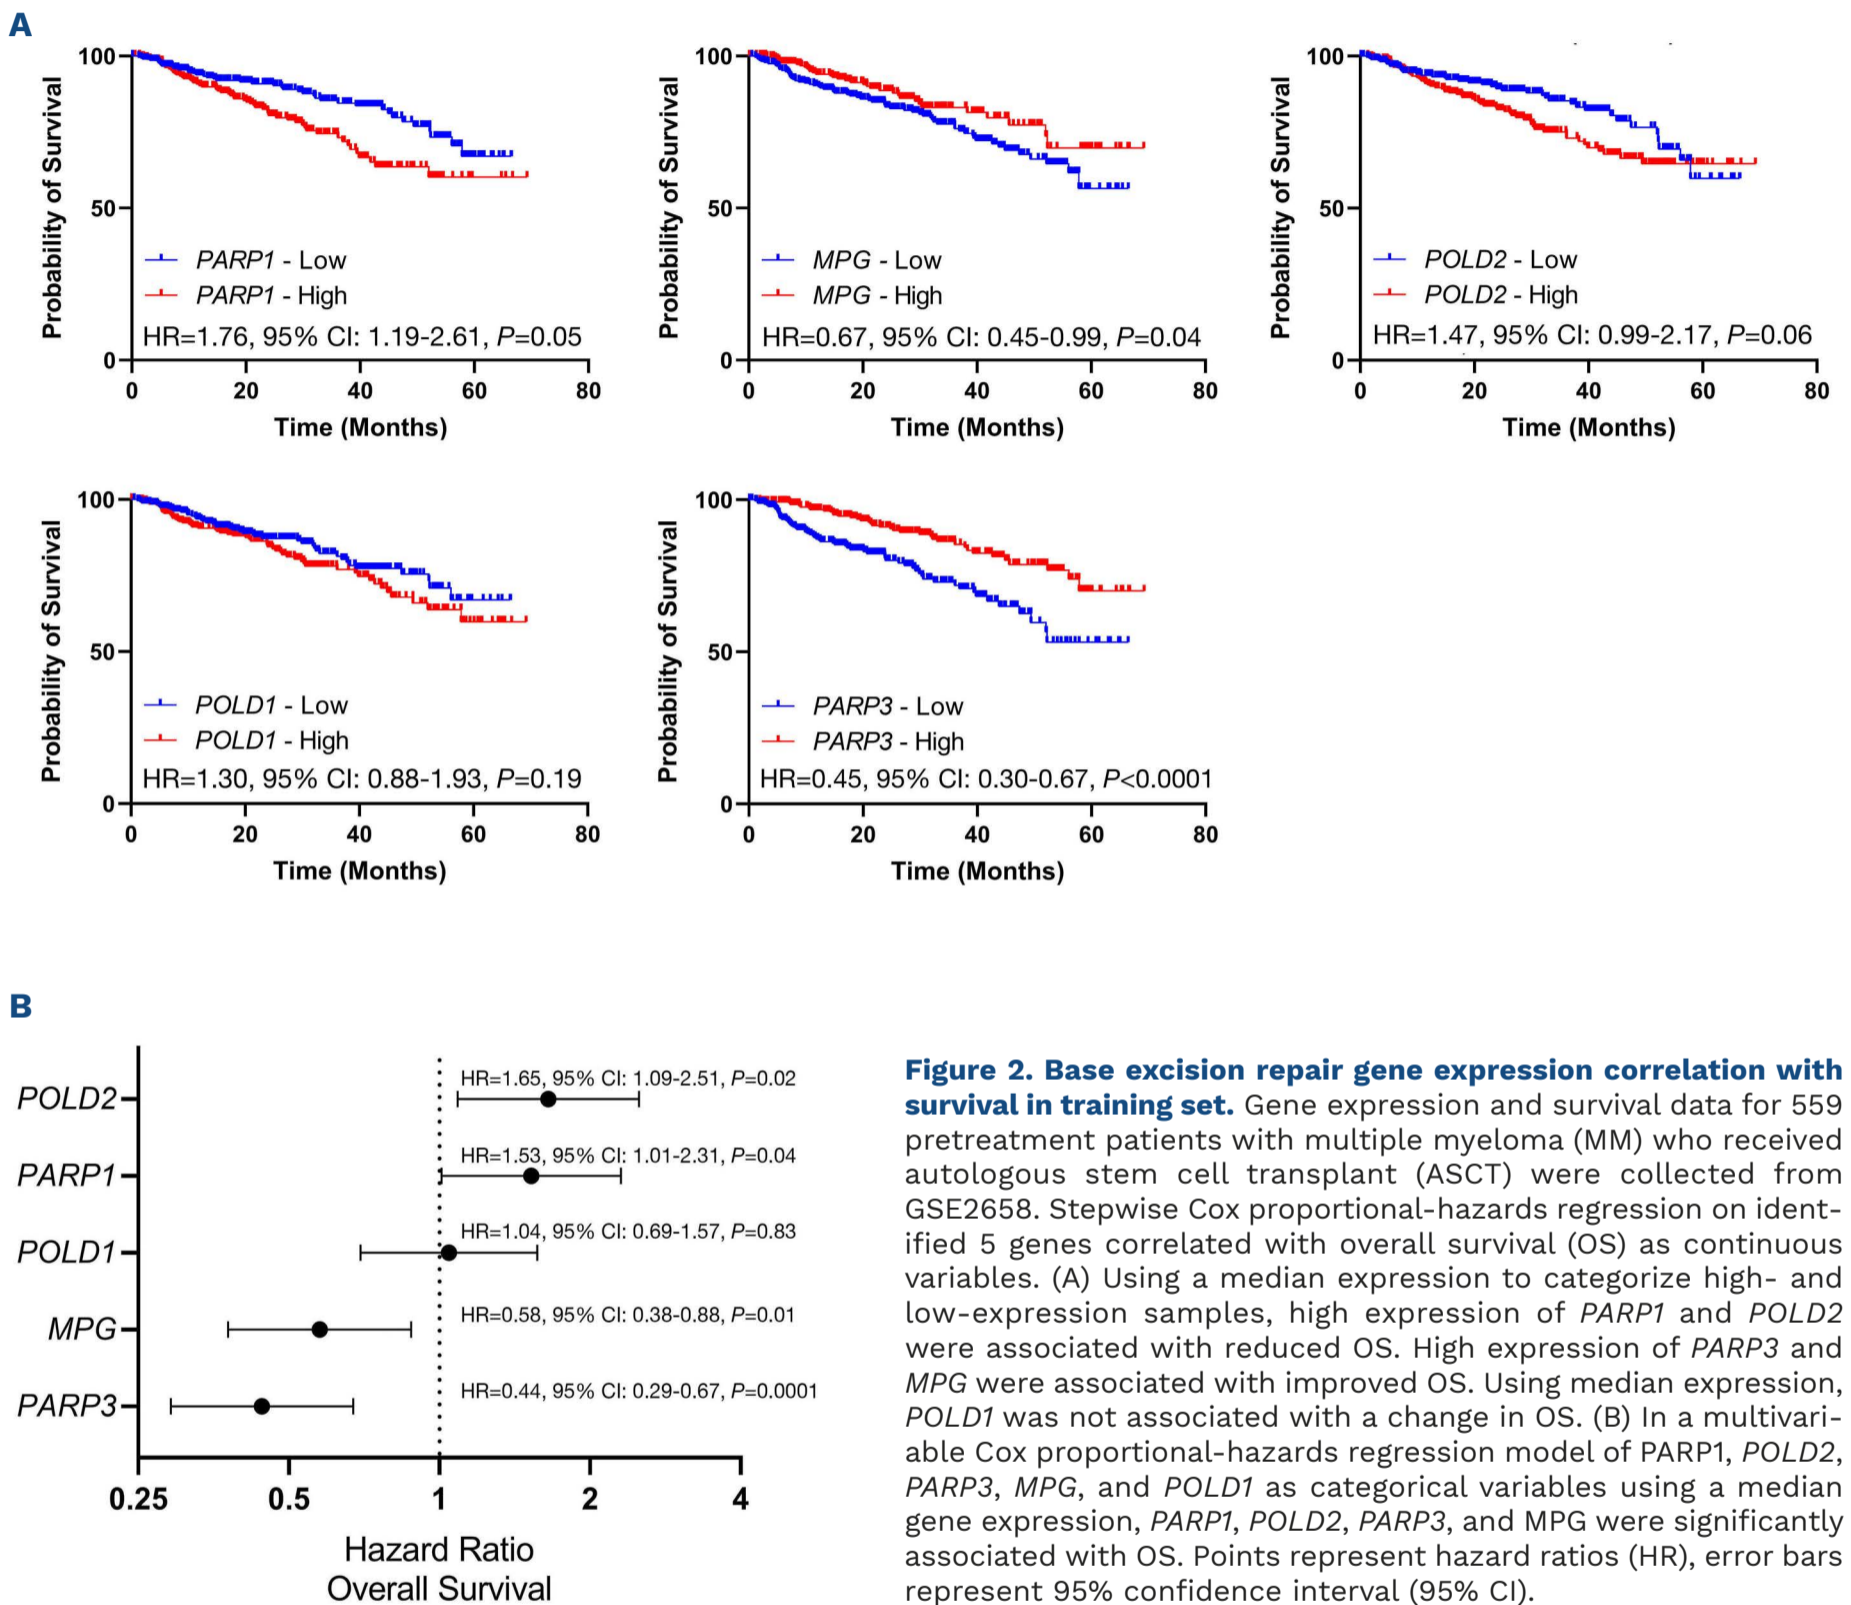 A
100
50
0
0 20 40 60 80
Probability of Survival
Time (Months)
PARP1 - Low
PARP1 - High
HR=1.76, 95% CI: 1.19-2.61, P=0.05
100
50
0
0 20 40 60 80
Probability of Survival
Time (Months)
MPG - Low
MPG - High
HR=0.67, 95% CI: 0.45-0.99, P=0.04
100
50
0
0 20 40 60 80
Probability of Survival
Time (Months)
POLD2 - Low
POLD2 - High
HR=1.47, 95% CI: 0.99-2.17, P=0.06
100
50
0
0 20 40 60 80
Probability of Survival
Time (Months)
POLD1 - Low
POLD1 - High
HR=1.30, 95% CI: 0.88-1.93, P=0.19
100
50
0
0 20 40 60 80
Probability of Survival
Time (Months)
PARP3 - Low
PARP3 - High
HR=0.45, 95% CI: 0.30-0.67, P<0.0001
B
POLD2
HR=1.65, 95% CI: 1.09-2.51, P=0.02
PARP1
HR=1.53, 95% CI: 1.01-2.31, P=0.04
POLD1
HR=1.04, 95% CI: 0.69-1.57, P=0.83
MPG
HR=0.58, 95% CI: 0.38-0.88, P=0.01
PARP3
HR=0.44, 95% CI: 0.29-0.67, P=0.0001
0.25 0.5 1 2 4
Hazard Ratio
Overall Survival
Figure 2. Base excision repair gene expression correlation with
survival in training set. Gene expression and survival data for 559
pretreatment patients with multiple myeloma (MM) who received
autologous stem cell transplant (ASCT) were collected from
GSE2658. Stepwise Cox proportional-hazards regression on ident-
ified 5 genes correlated with overall survival (OS) as continuous
variables. (A) Using a median expression to categorize high- and
low-expression samples, high expression of PARP1 and POLD2
were associated with reduced OS. High expression of PARP3 and
MPG were associated with improved OS. Using median expression,
POLD1 was not associated with a change in OS. (B) In a multivari-
able Cox proportional-hazards regression model of PARP1, POLD2,
PARP3, MPG, and POLD1 as categorical variables using a median
gene expression, PARP1, POLD2, PARP3, and MPG were significantly
associated with OS. Points represent hazard ratios (HR), error bars
represent 95% confidence interval (95% CI).